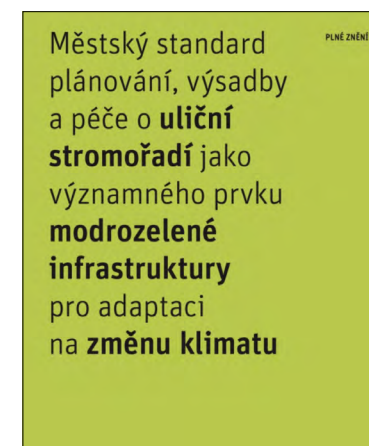 Městský standard
plánování, výsadby
a péče o uliční
stromořadí jako
významného prvku
modrozelené
infrastruktury
pro adaptaci
na změnu klimatu
PLNÉ ZNĚNÍ